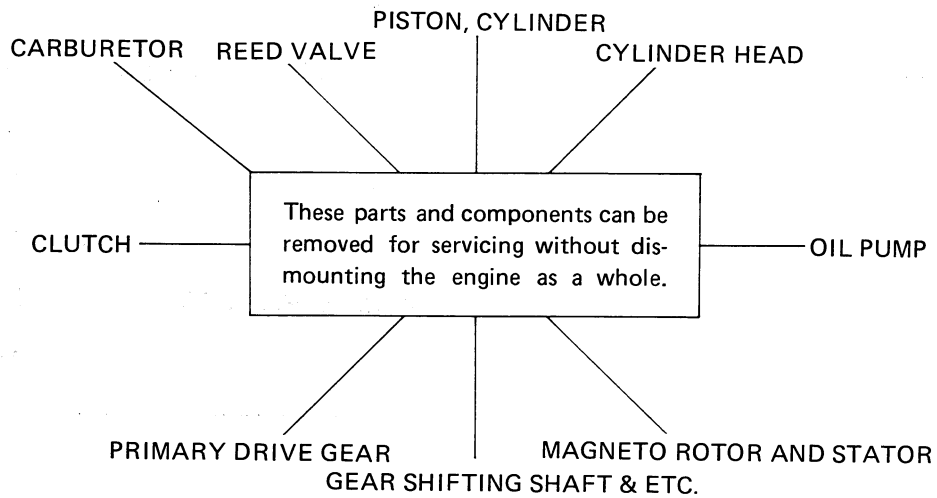 PISTON, CYLINDER
CARBURETOR
REED VALVE
CYLINDER HEAD
These parts and components can be
removed for servicing without dis-
mounting the engine as a whole.
CLUTCH
OIL PUMP
PRIMARY DRIVE GEAR
MAGNETO ROTOR AND STATOR
GEAR SHIFTING SHAFT & ETC.